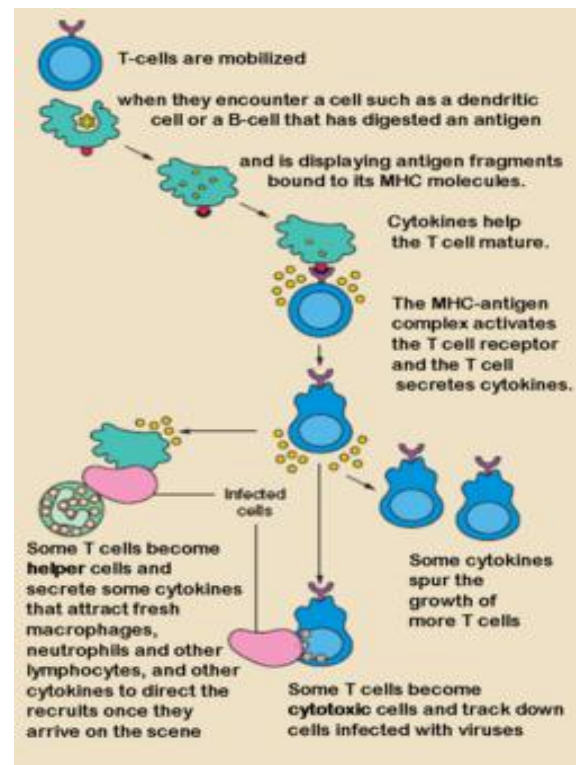 T-cells are mobilized
when they encounter a cell such as a dendritic
cell or a B-cell that has digested an antigen
and is displaying antigen fragments
bound to its MHC molecules.
Cytokines help
the T cell mature.
The MHC-antigen
complex activates
the T cell receptor
and the T cell
secretes cytokines.
Infected
cells
Some T cells become
helper cells and
secrete some cytokines
that attract fresh
macrophages,
neutrophils and other
lymphocytes, and other
cytokines to direct the
recruits once they
arrive on the scene
Some cytokines
spur the
growth of
more T cells
Some T cells become
cytotoxic cells and track down
cells infected with viruses